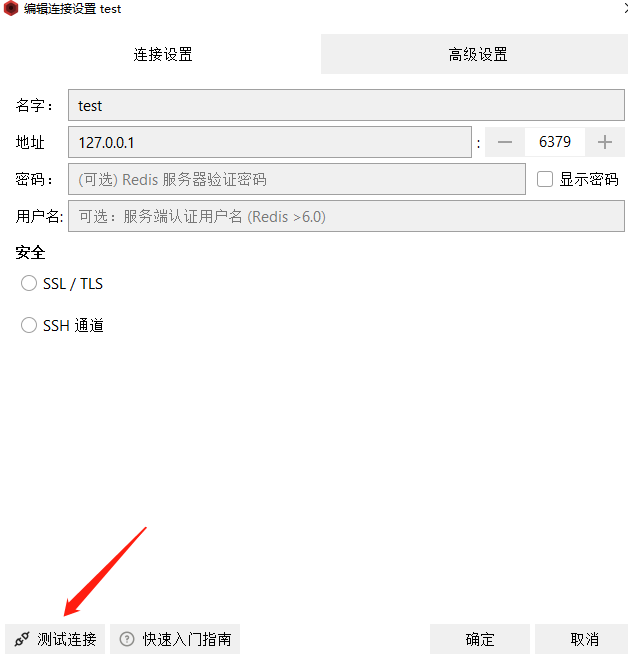 编辑连接设置 test
连接设置 高级设置
名字： test
地址 127.0.0.1 : 6379
密码： (可选) Redis 服务器验证密码 显示密码
用户名: 可选：服务端认证用户名 (Redis >6.0)
安全
SSL / TLS
SSH 通道
测试连接 ? 快速入门指南 确定 取消